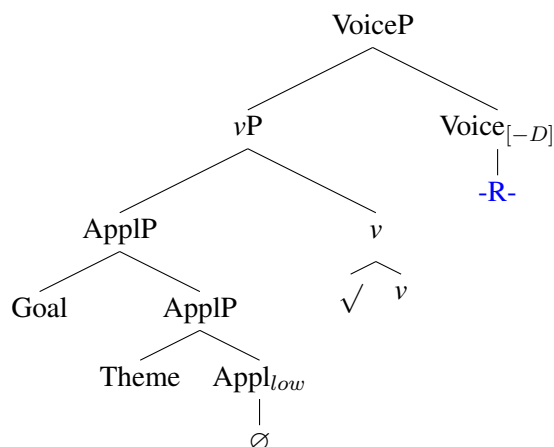 VoiceP
vP Voice[−D]
-R-
ApplP v
Goal ApplP √ v
Theme Appl_low
∅